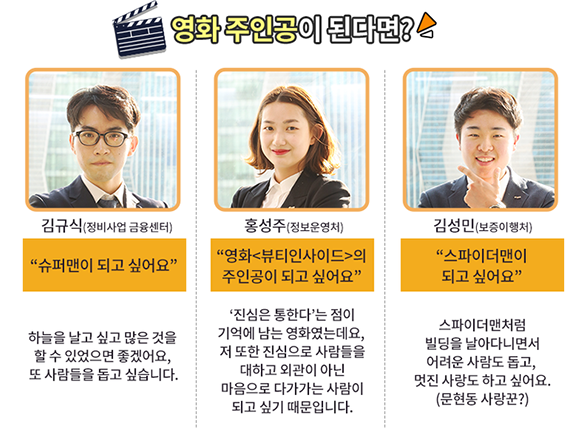 영화 주인공이 된다면?
김규식(정비사업 금융센터)
“슈퍼맨이 되고 싶어요”
하늘을 날고 싶고 많은 것을
할 수 있었으면 좋겠어요,
또 사람들을 돕고 싶습니다.
홍성주(정보운영처)
“영화<뷰티인사이드>의
주인공이 되고 싶어요”
‘진심은 통한다’는 점이
기억에 남는 영화였는데요,
저 또한 진심으로 사람들을
대하고 외관이 아닌
마음으로 다가가는 사람이
되고 싶기 때문입니다.
김성민(보증이행처)
“스파이더맨이
되고 싶어요”
스파이더맨처럼
빌딩을 날아다니면서
어려운 사람도 돕고,
멋진 사랑도 하고 싶어요.
(문현동 사랑꾼?)